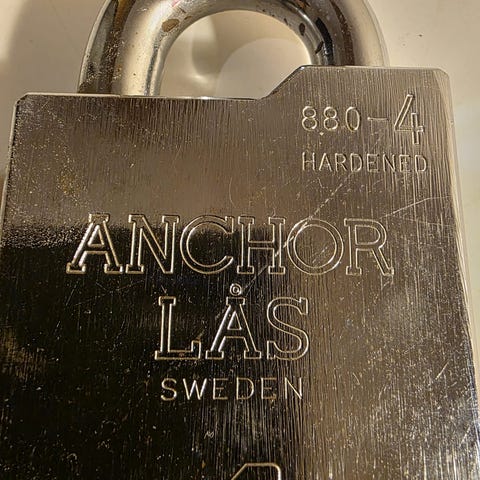 880-4
HARDENED
ANCHOR
LÅS
SWEDEN